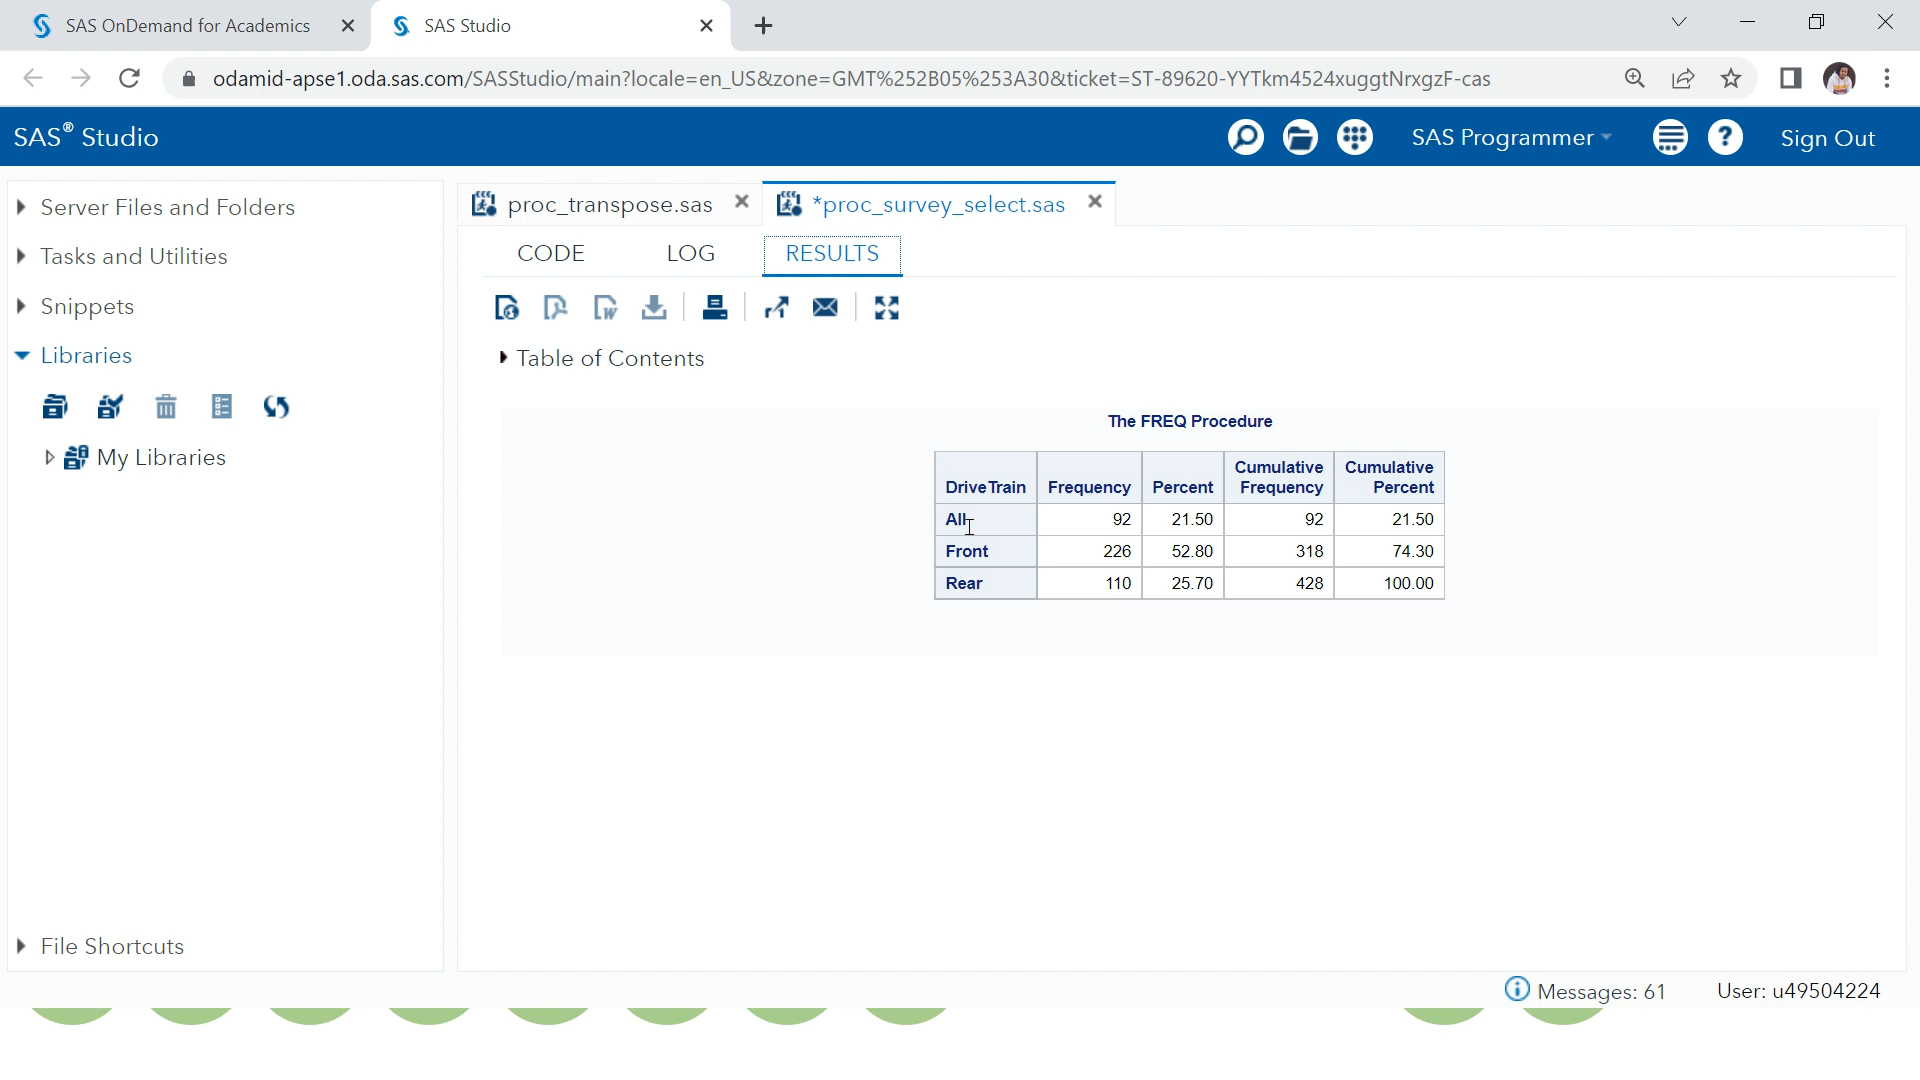 SAS OnDemand for Academics
SAS Studio
odamid-apse1.oda.sas.com/SASStudio/main?locale=en_US&zone=GMT%252B05%253A30&ticket=ST-89620-YYTkm4524xuggtNrxgzF-cas
SAS® Studio
SAS Programmer
Sign Out
Server Files and Folders
Tasks and Utilities
Snippets
Libraries
My Libraries
File Shortcuts
proc_transpose.sas
*proc_survey_select.sas
CODE LOG RESULTS
Table of Contents
The FREQ Procedure
DriveTrain Frequency Percent Cumulative Frequency Cumulative Percent
All 92 21.50 92 21.50
Front 226 52.80 318 74.30
Rear 110 25.70 428 100.00
Messages: 61
User: u49504224